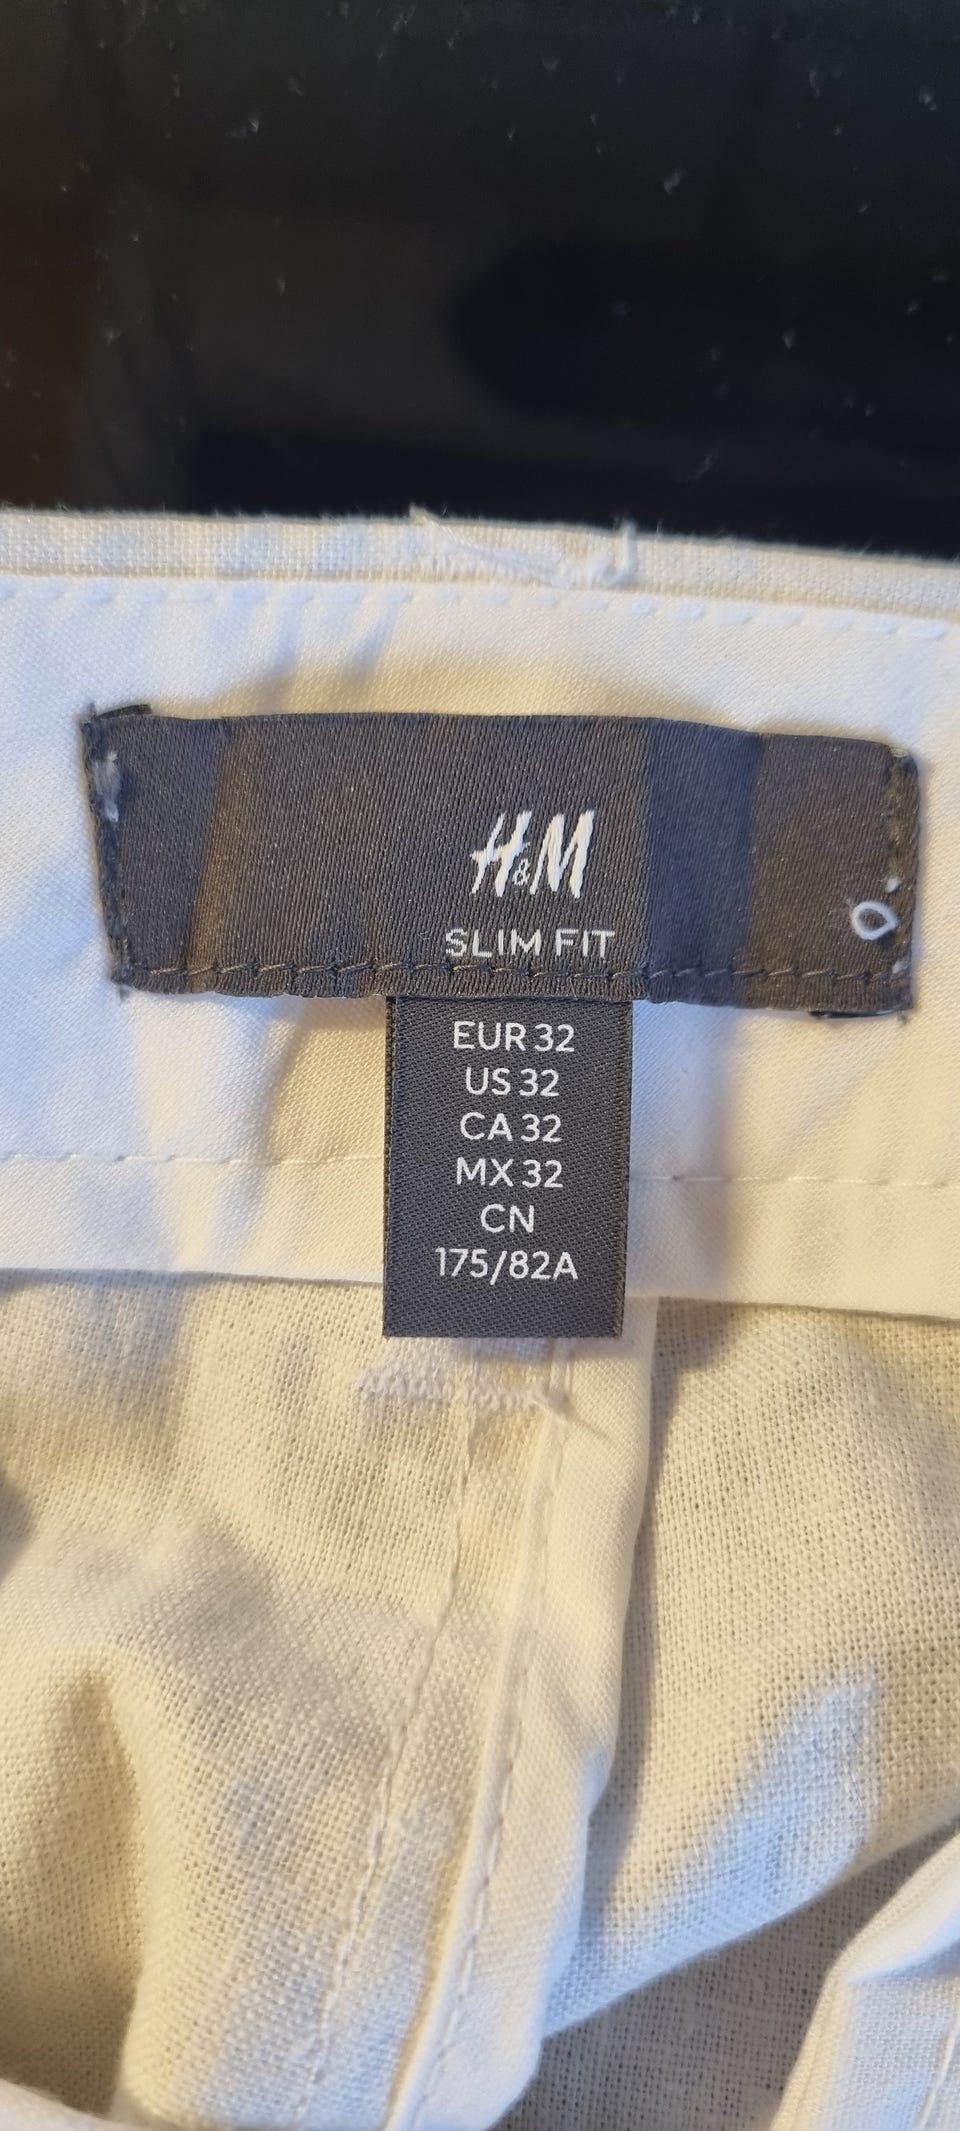 H&M
SLIM FIT
EUR 32
US 32
CA 32
MX 32
CN
175/82A